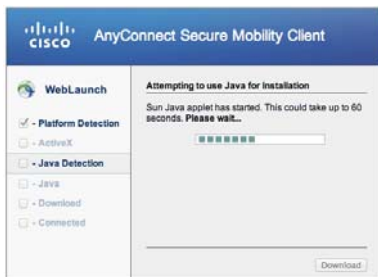 CISCO
AnyConnect Secure Mobility Client
WebLaunch
- Platform Detection
- ActiveX
- Java Detection
- Java
- Download
- Connected
Attempting to use Java for Installation
Sun Java applet has started. This could take up to 60
seconds. Please wait...
Download